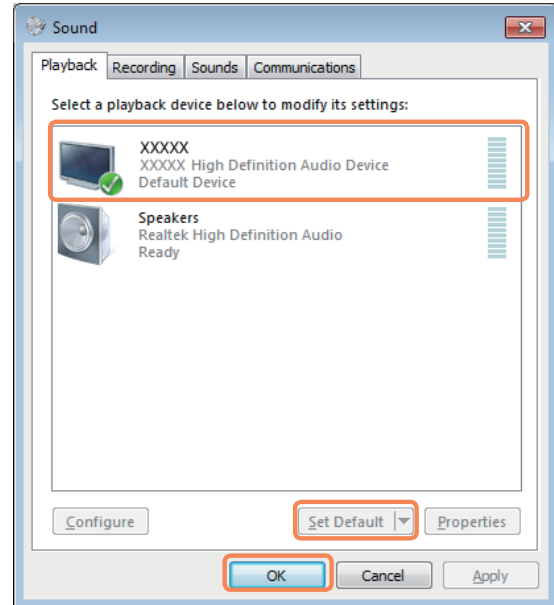 Sound
Playback Recording Sounds Communications
Select a playback device below to modify its settings:
XXXXX
XXXXX High Definition Audio Device
Default Device
Speakers
Realtek High Definition Audio
Ready
Configure Set Default Properties
OK Cancel Apply